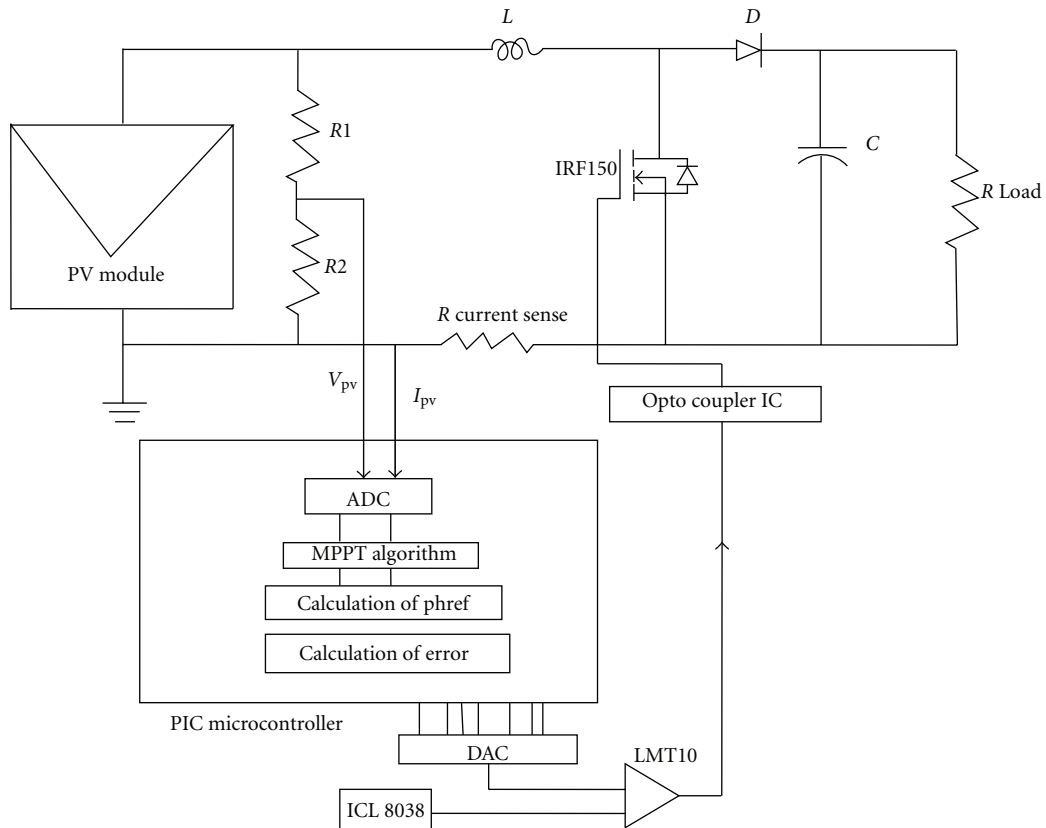 L
D
R1
IRF150
C
R Load
R2
PV module
R current sense
Vpv
Ipv
Opto coupler IC
ADC
MPPT algorithm
Calculation of phref
Calculation of error
PIC microcontroller
DAC
LMT10
ICL 8038